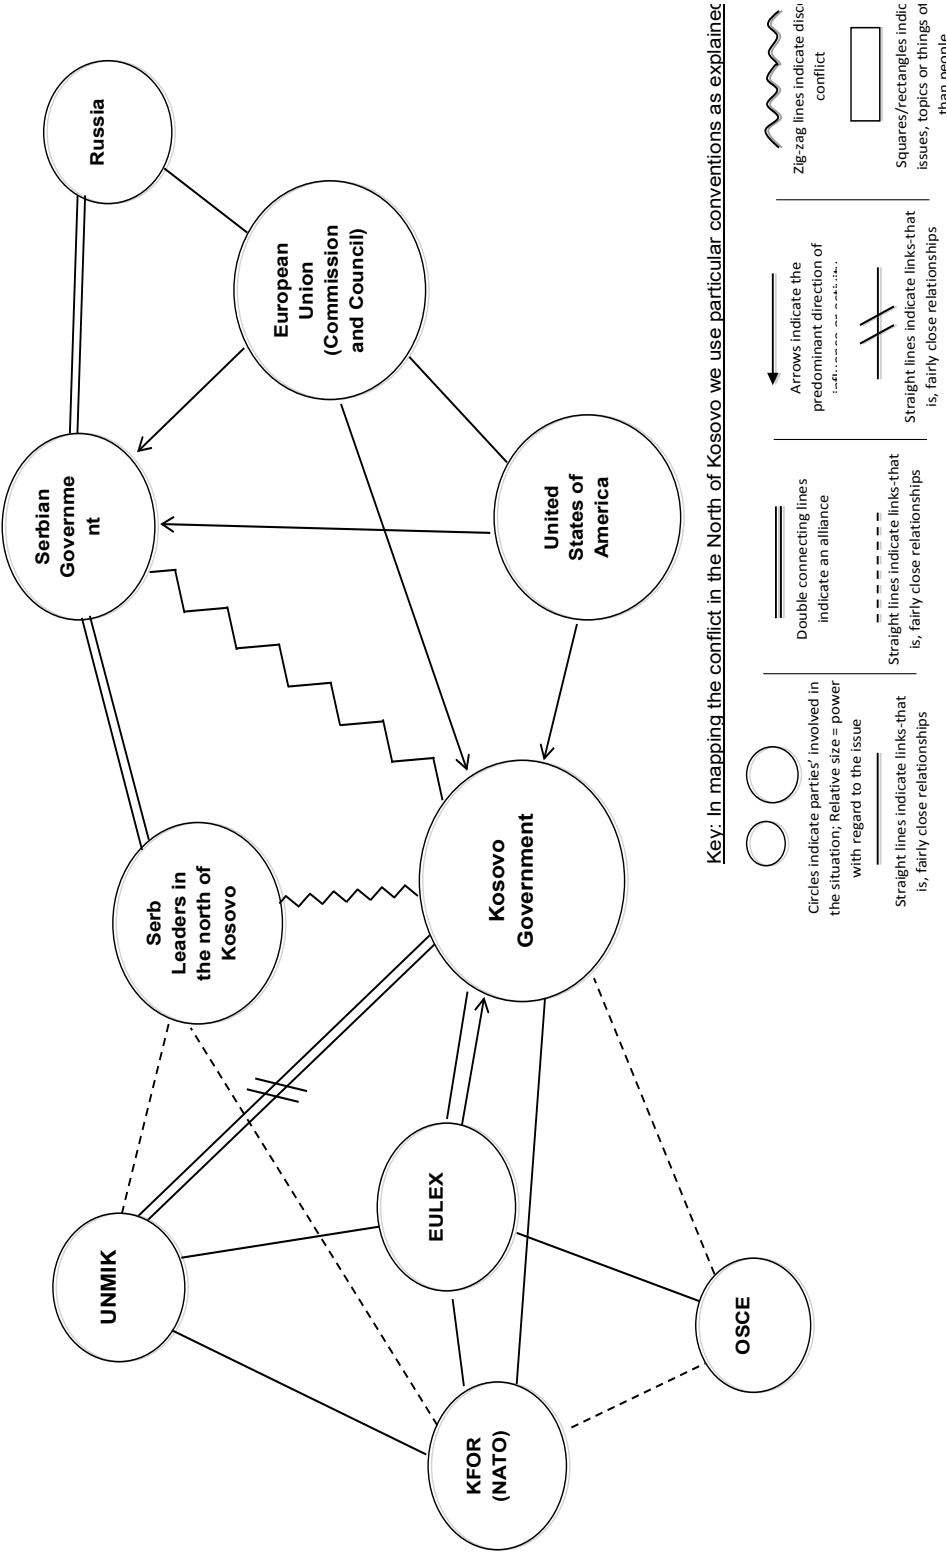 UNMIK
Serb
Leaders in
the north of
Kosovo
Serbian
Governme
nt
Russia
European
Union
(Commission
and Council)
EULEX
KFOR
(NATO)
Kosovo
Government
United
States of
America
OSCE
Key: In mapping the conflict in the North of Kosovo we use particular conventions as explained
Circles indicate parties' involved in
the situation; Relative size = power
with regard to the issue
Double connecting lines
indicate an alliance
Arrows indicate the
predominant direction of
Zig-zag lines indicate disc
conflict
Straight lines indicate links-that
is, fairly close relationships
Straight lines indicate links-that
is, fairly close relationships
Straight lines indicate links-that
is, fairly close relationships
Squares/rectangles indic
issues, topics or things of
than people